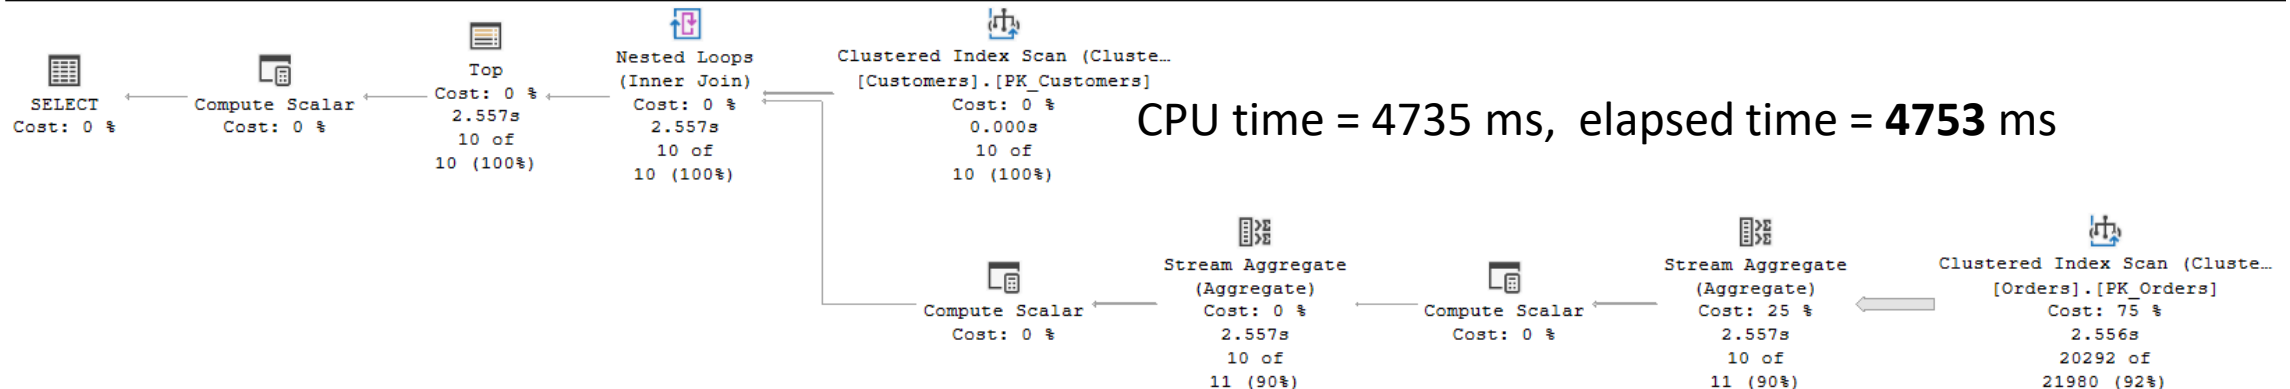 SELECT
Cost: 0 %
Compute Scalar
Cost: 0 %
Top
Cost: 0 %
2.557s
10 of
10 (100%)
Nested Loops
(Inner Join)
Cost: 0 %
2.557s
10 of
10 (100%)
Clustered Index Scan (Cluste…
[Customers].[PK_Customers]
Cost: 0 %
0.000s
10 of
10 (100%)
CPU time = 4735 ms, elapsed time = 4753 ms
Compute Scalar
Cost: 0 %
Stream Aggregate
(Aggregate)
Cost: 0 %
2.557s
10 of
11 (90%)
Compute Scalar
Cost: 0 %
Stream Aggregate
(Aggregate)
Cost: 25 %
2.557s
10 of
11 (90%)
Clustered Index Scan (Cluste…
[Orders].[PK_Orders]
Cost: 75 %
2.556s
20292 of
21980 (92%)